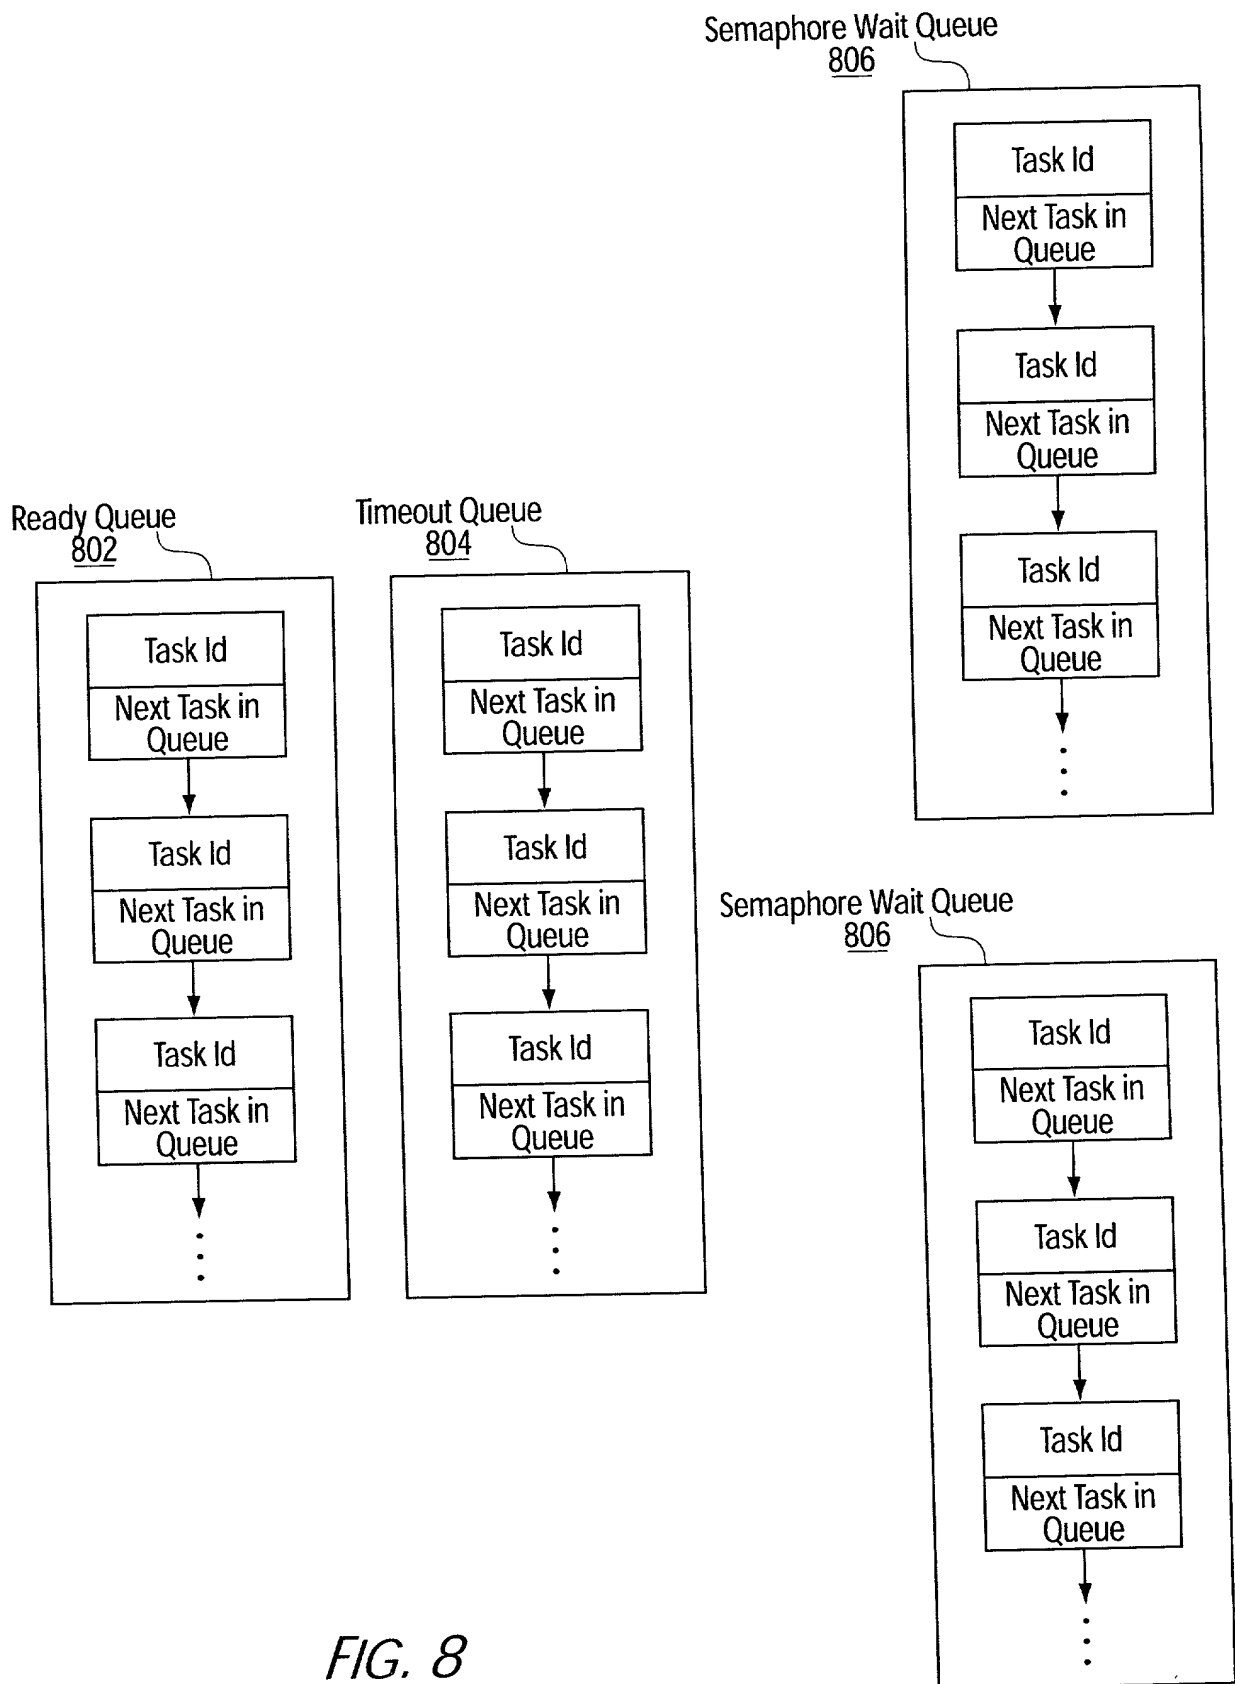 Semaphore Wait Queue
806
Task Id
Next Task in
Queue
Task Id
Next Task in
Queue
Task Id
Next Task in
Queue
Ready Queue
802
Task Id
Next Task in
Queue
Task Id
Next Task in
Queue
Task Id
Next Task in
Queue
Timeout Queue
804
Task Id
Next Task in
Queue
Task Id
Next Task in
Queue
Task Id
Next Task in
Queue
Semaphore Wait Queue
806
Task Id
Next Task in
Queue
Task Id
Next Task in
Queue
Task Id
Next Task in
Queue
FIG. 8